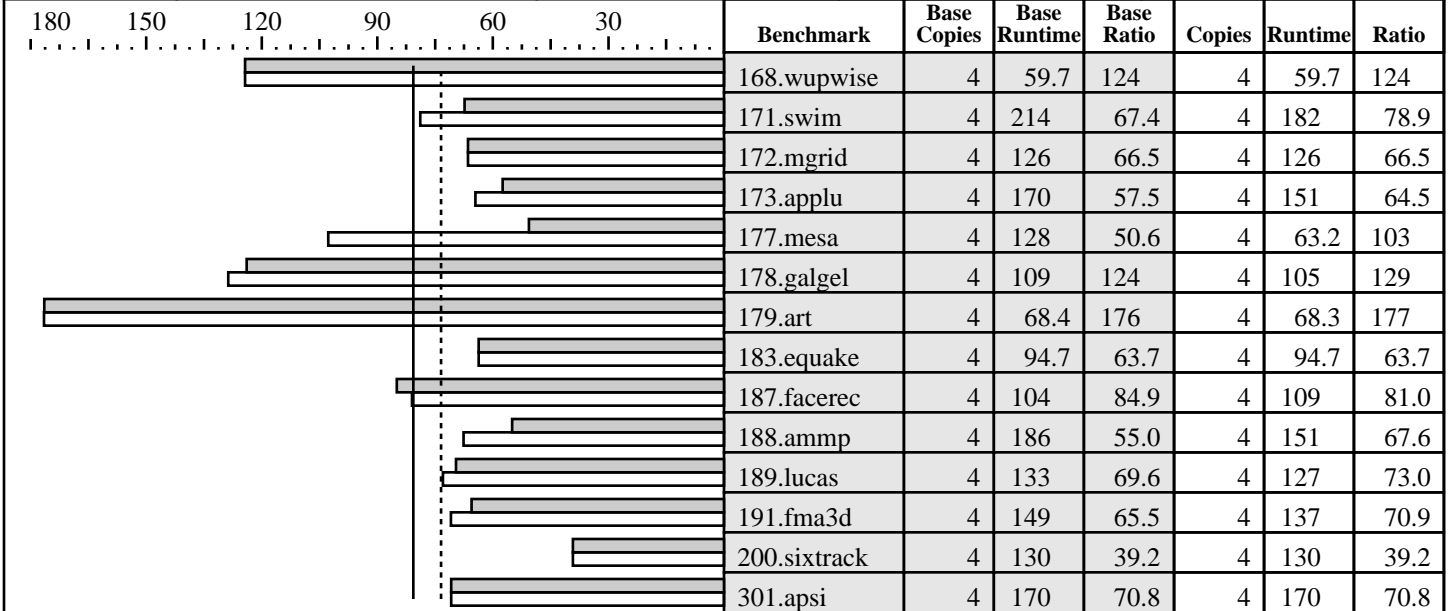 180 150 120 90 60 30
Benchmark Base Copies Base Runtime Base Ratio Copies Runtime Ratio
168.wupwise 4 59.7 124 4 59.7 124
171.swim 4 214 67.4 4 182 78.9
172.mgrid 4 126 66.5 4 126 66.5
173.applu 4 170 57.5 4 151 64.5
177.mesa 4 128 50.6 4 63.2 103
178.galgel 4 109 124 4 105 129
179.art 4 68.4 176 4 68.3 177
183.equake 4 94.7 63.7 4 94.7 63.7
187.facerec 4 104 84.9 4 109 81.0
188.ammp 4 186 55.0 4 151 67.6
189.lucas 4 133 69.6 4 127 73.0
191.fma3d 4 149 65.5 4 137 70.9
200.sixtrack 4 130 39.2 4 130 39.2
301.apsi 4 170 70.8 4 170 70.8